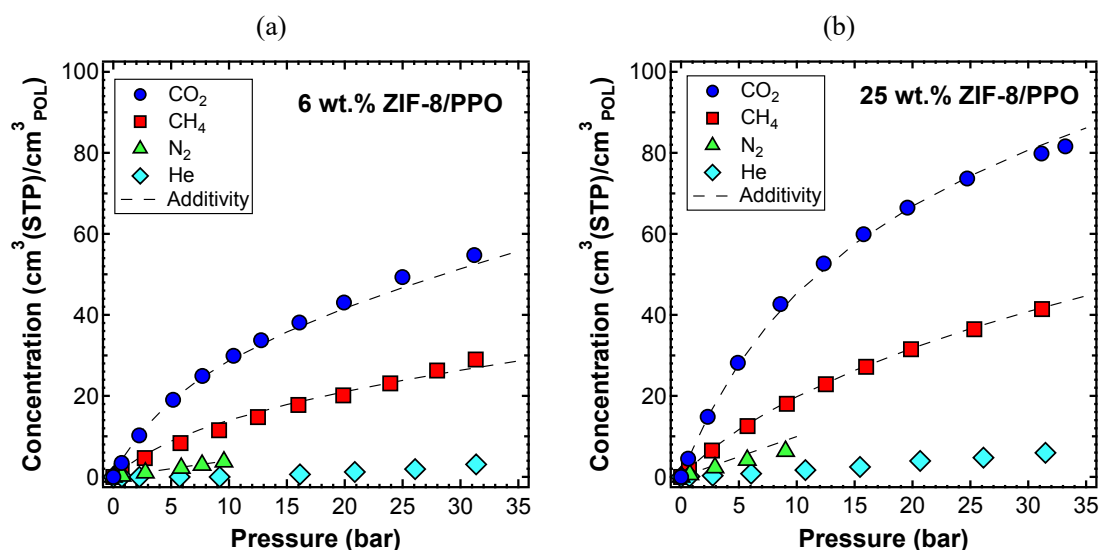 (a)
Concentration (cm³(STP)/cm³POL)
100
80
60
40
20
0
CO₂
CH₄
N₂
He
Additivity
6 wt.% ZIF-8/PPO
0 5 10 15 20 25 30 35
Pressure (bar)
(b)
Concentration (cm³(STP)/cm³POL)
100
80
60
40
20
0
CO₂
CH₄
N₂
He
Additivity
25 wt.% ZIF-8/PPO
0 5 10 15 20 25 30 35
Pressure (bar)